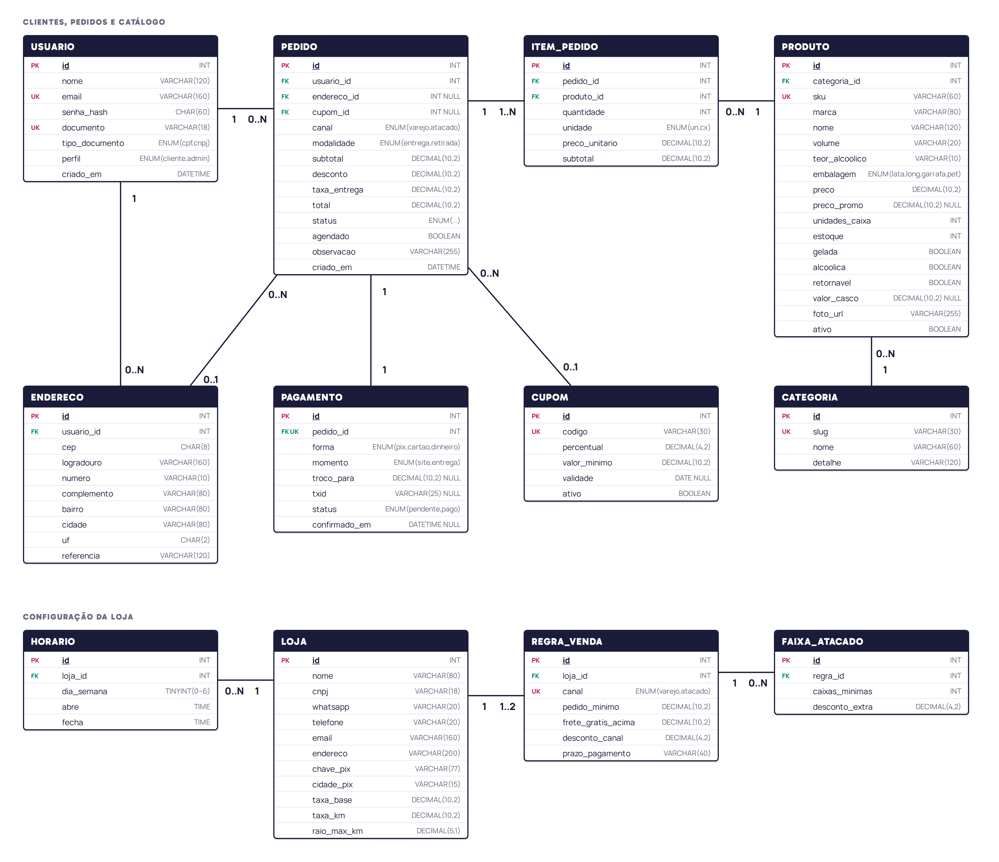 CLIENTES, PEDIDOS E CATÁLOGO
USUARIO
PK id INT
nome VARCHAR(120)
UK email VARCHAR(160)
senha_hash CHAR(60)
UK documento VARCHAR(18)
tipo_documento ENUM(cpf,cnpj)
perfil ENUM(cliente,admin)
criado_em DATETIME
1 0..N
1
0..N
PEDIDO
PK id INT
FK usuario_id INT
FK endereco_id INT NULL
FK cupom_id INT NULL
canal ENUM(varejo,atacado)
modalidade ENUM(entrega,retirada)
subtotal DECIMAL(10,2)
desconto DECIMAL(10,2)
taxa_entrega DECIMAL(10,2)
total DECIMAL(10,2)
status ENUM(...)
agendado BOOLEAN
observacao VARCHAR(255)
criado_em DATETIME
1 1..N
0..N
0..1
1
1
0..N
0..1
ITEM_PEDIDO
PK id INT
FK pedido_id INT
FK produto_id INT
quantidade INT
unidade ENUM(un,cx)
preco_unitario DECIMAL(10,2)
subtotal DECIMAL(10,2)
0..N 1
PRODUTO
PK id INT
FK categoria_id INT
UK sku VARCHAR(60)
marca VARCHAR(80)
nome VARCHAR(120)
volume VARCHAR(20)
teor_alcoolico VARCHAR(10)
embalagem ENUM(lata,long,garrafa,pet)
preco DECIMAL(10,2)
preco_promo DECIMAL(10,2) NULL
unidades_caixa INT
estoque INT
gelada BOOLEAN
alcoolica BOOLEAN
retornavel BOOLEAN
valor_casco DECIMAL(10,2) NULL
foto_url VARCHAR(255)
ativo BOOLEAN
0..N
1
ENDERECO
PK id INT
FK usuario_id INT
cep CHAR(8)
logradouro VARCHAR(160)
numero VARCHAR(10)
complemento VARCHAR(80)
bairro VARCHAR(80)
cidade VARCHAR(80)
uf CHAR(2)
referencia VARCHAR(120)
PAGAMENTO
PK id INT
FK UK pedido_id INT
forma ENUM(pix,cartao,dinheiro)
momento ENUM(site,entrega)
troco_para DECIMAL(10,2) NULL
txid VARCHAR(25) NULL
status ENUM(pendente,pago)
confirmado_em DATETIME NULL
CUPOM
PK id INT
UK codigo VARCHAR(30)
percentual DECIMAL(4,2)
valor_minimo DECIMAL(10,2)
validade DATE NULL
ativo BOOLEAN
CATEGORIA
PK id INT
UK slug VARCHAR(30)
nome VARCHAR(60)
detalhe VARCHAR(120)
CONFIGURAÇÃO DA LOJA
HORARIO
PK id INT
FK loja_id INT
dia_semana TINYINT(0–6)
abre TIME
fecha TIME
0..N 1
LOJA
PK id INT
nome VARCHAR(80)
cnpj VARCHAR(18)
whatsapp VARCHAR(20)
telefone VARCHAR(20)
email VARCHAR(160)
endereco VARCHAR(200)
chave_pix VARCHAR(77)
cidade_pix VARCHAR(15)
taxa_base DECIMAL(10,2)
taxa_km DECIMAL(10,2)
raio_max_km DECIMAL(5,1)
1 1..2
REGRA_VENDA
PK id INT
FK loja_id INT
UK canal ENUM(varejo,atacado)
pedido_minimo DECIMAL(10,2)
frete_gratis_acima DECIMAL(10,2)
desconto_canal DECIMAL(4,2)
prazo_pagamento VARCHAR(40)
1 0..N
FAIXA_ATACADO
PK id INT
FK regra_id INT
caixas_minimas INT
desconto_extra DECIMAL(4,2)